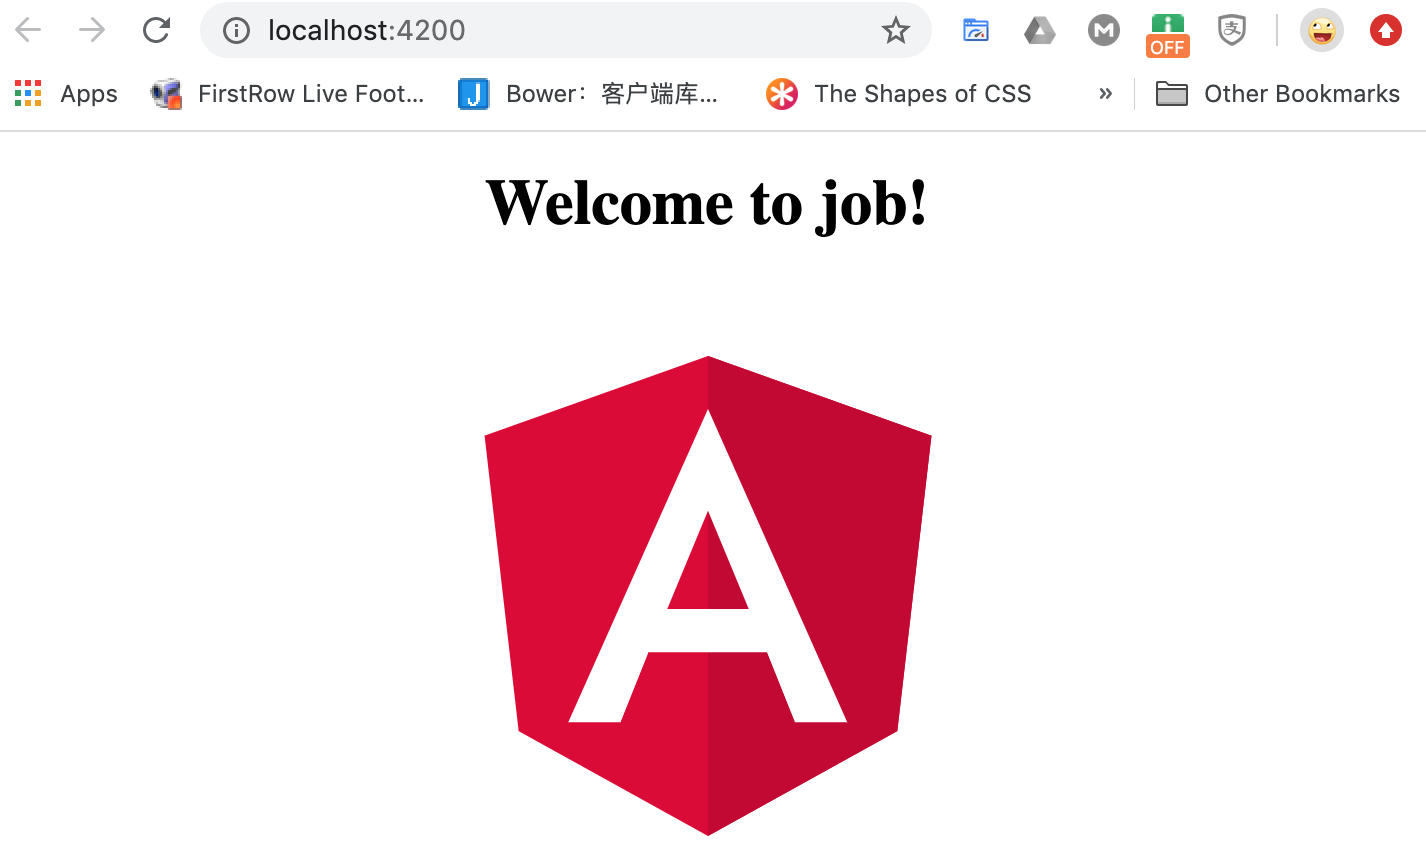 localhost:4200
OFF
Apps FirstRow Live Foot... Bower：客户端库... The Shapes of CSS » Other Bookmarks
Welcome to job!
A